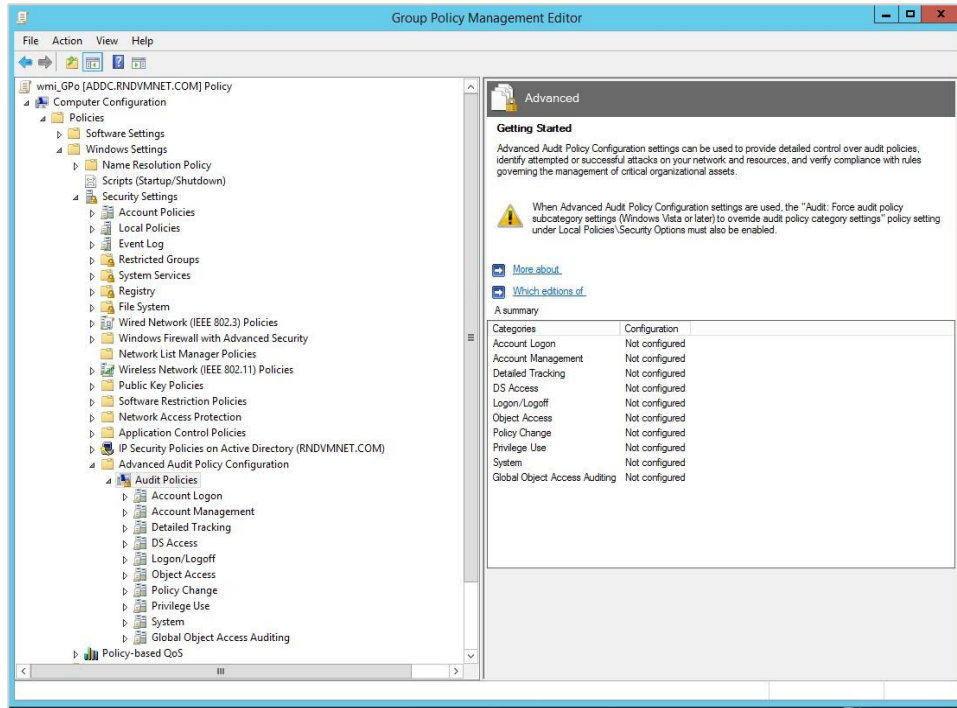 Group Policy Management Editor
File Action View Help
wmi_GPo [ADDC.RNDVMNET.COM] Policy
Computer Configuration
Policies
Software Settings
Windows Settings
Name Resolution Policy
Scripts (Startup/Shutdown)
Security Settings
Account Policies
Local Policies
Event Log
Restricted Groups
System Services
Registry
File System
Wired Network (IEEE 802.3) Policies
Windows Firewall with Advanced Security
Network List Manager Policies
Wireless Network (IEEE 802.11) Policies
Public Key Policies
Software Restriction Policies
Network Access Protection
Application Control Policies
IP Security Policies on Active Directory (RNDVMNET.COM)
Advanced Audit Policy Configuration
Audit Policies
Account Logon
Account Management
Detailed Tracking
DS Access
Logon/Logoff
Object Access
Policy Change
Privilege Use
System
Global Object Access Auditing
Policy-based QoS
Advanced
Getting Started
Advanced Audit Policy Configuration settings can be used to provide detailed control over audit policies,
identify attempted or successful attacks on your network and resources, and verify compliance with rules
governing the management of critical organizational assets.
When Advanced Audit Policy Configuration settings are used, the "Audit: Force audit policy
subcategory settings (Windows Vista or later) to override audit policy category settings" policy setting
under Local Policies\Security Options must also be enabled.
More about
Which editions of
A summary
Categories Configuration
Account Logon Not configured
Account Management Not configured
Detailed Tracking Not configured
DS Access Not configured
Logon/Logoff Not configured
Object Access Not configured
Policy Change Not configured
Privilege Use Not configured
System Not configured
Global Object Access Auditing Not configured